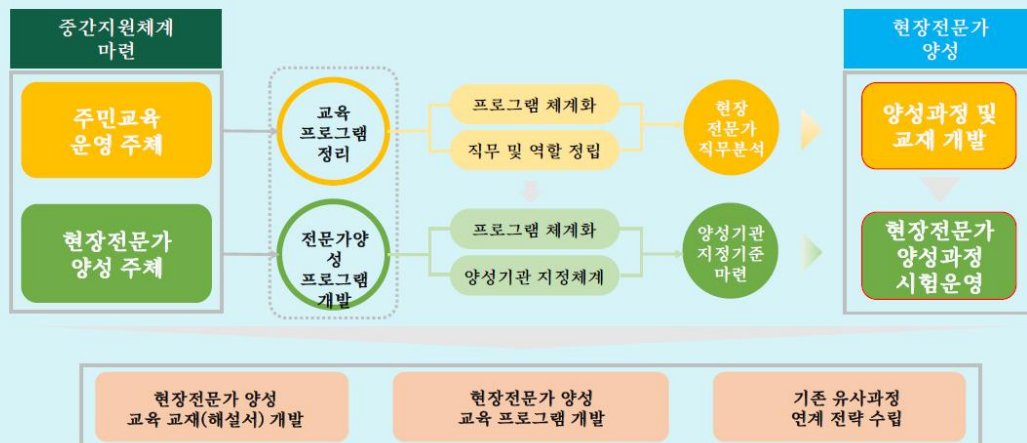 중간지원체계
마련
현장전문가
양성
주민교육
운영 주체
교육
프로그램
정리
프로그램 체계화
직무 및 역할 정립
현장
전문가
직무분석
양성과정 및
교재 개발
현장전문가
양성 주체
전문가양
성
프로그램
개발
프로그램 체계화
양성기관 지정체계
양성기관
지정기준
마련
현장전문가
양성과정
시험운영
현장전문가 양성
교육 교재(해설서) 개발
현장전문가 양성
교육 프로그램 개발
기존 유사과정
연계 전략 수립